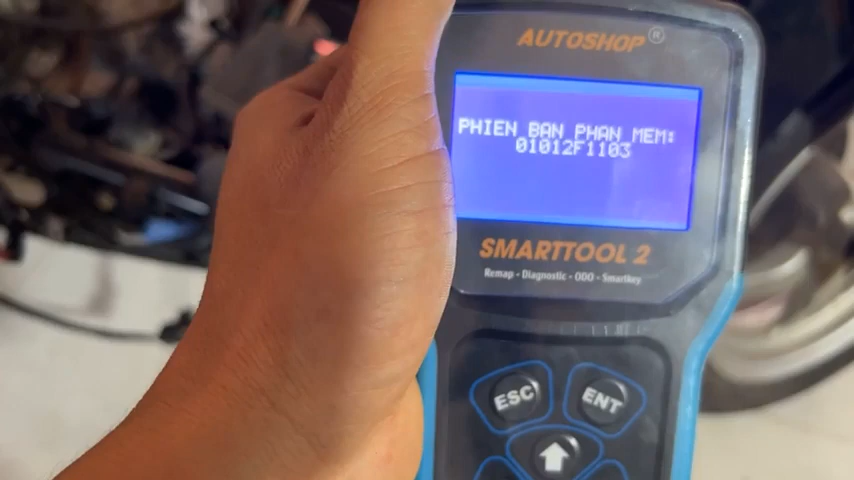 AUTOSHOP®
PHIEN BAN PHAN MEM:
01012F1103
SMARTTOOL 2
Remap - Diagnostic - ODO - Smartkey
ESC
ENT